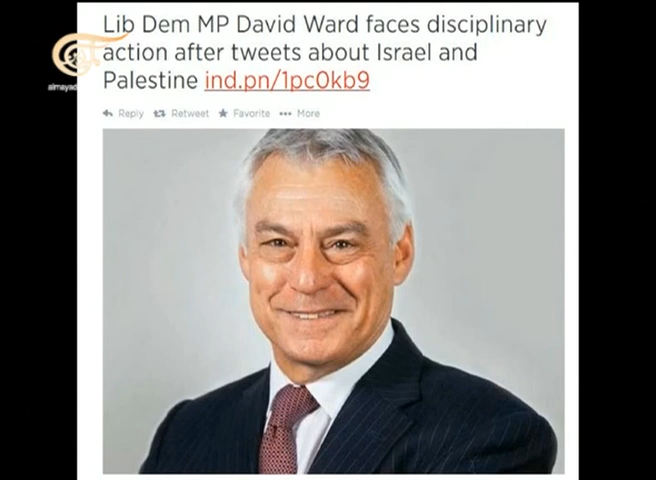 Lib Dem MP David Ward faces disciplinary
action after tweets about Israel and
Palestine ind.pn/1pc0kb9
Reply Retweet Favorite More
almayad